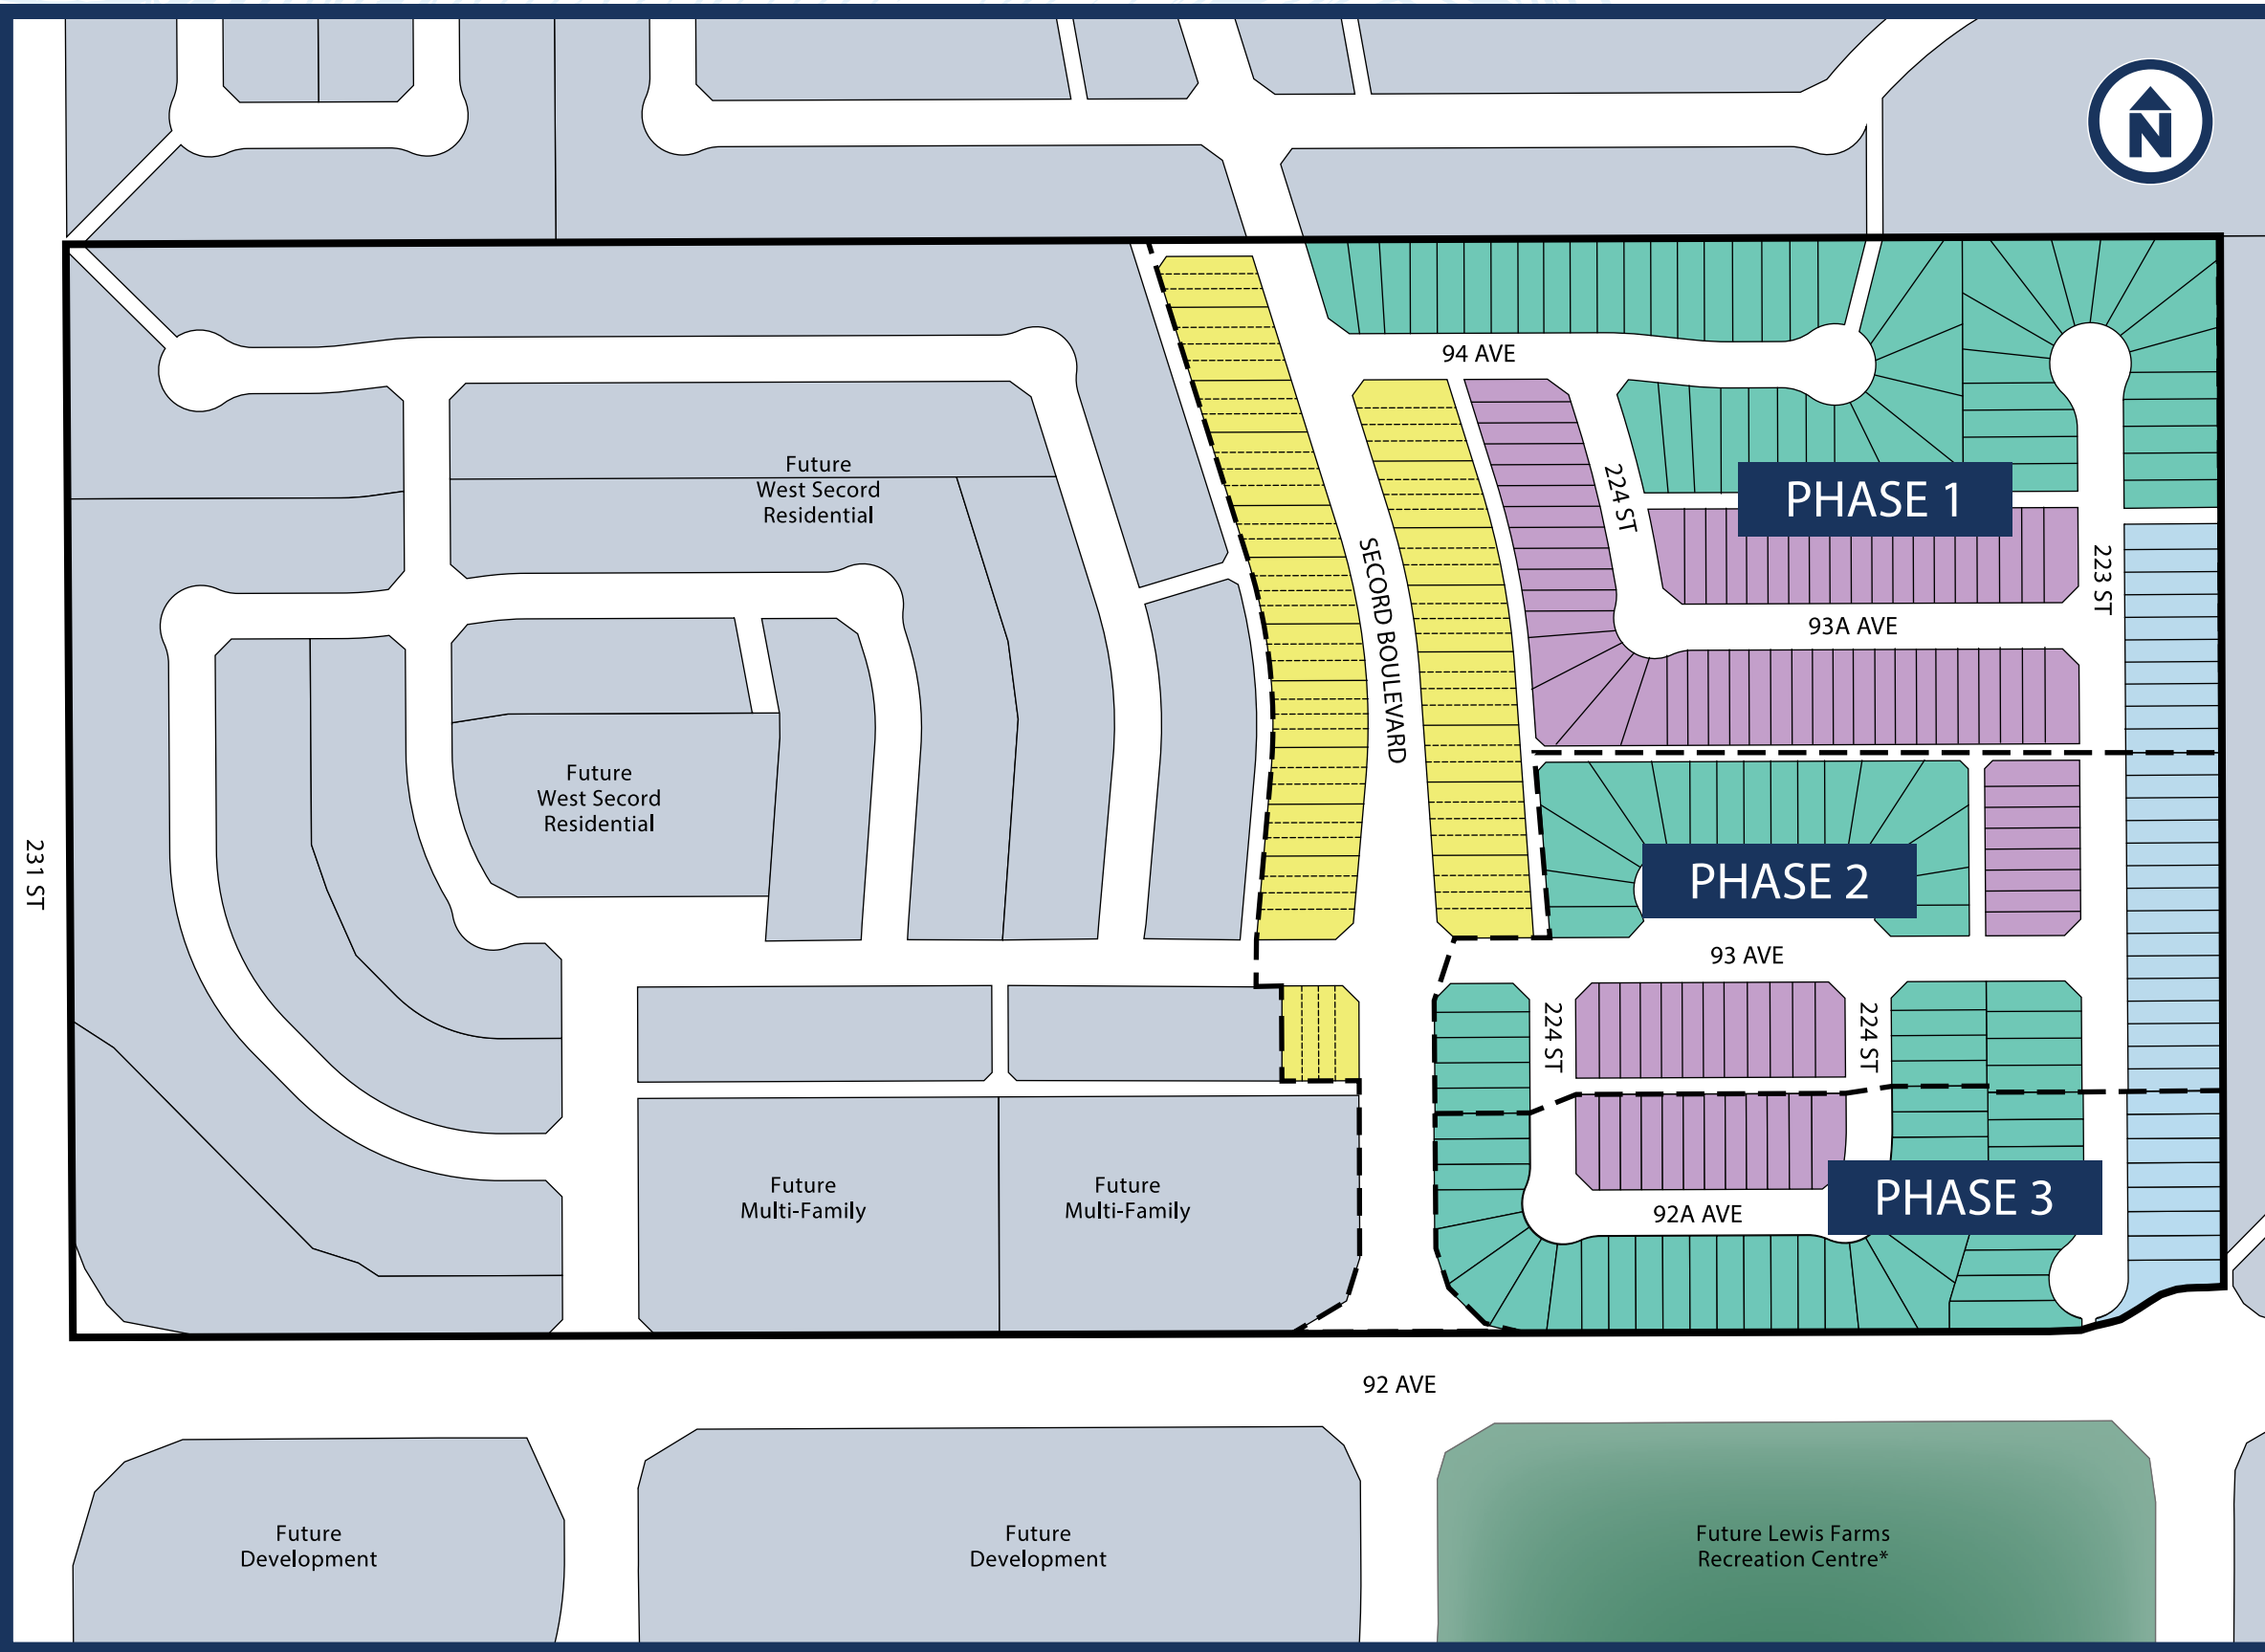 N
94 AVE
Future
West Secord
Residential
224 ST
PHASE 1
SECORD BOULEVARD
223 ST
93A AVE
Future
West Secord
Residential
231 ST
PHASE 2
93 AVE
224 ST
224 ST
Future
Multi-Family
Future
Multi-Family
PHASE 3
92A AVE
92 AVE
Future
Development
Future
Development
Future Lewis Farms
Recreation Centre*